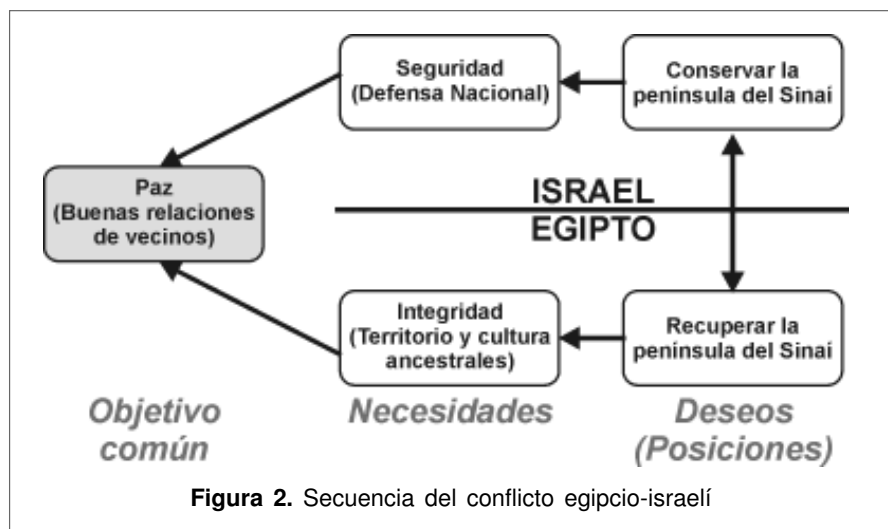 Seguridad
(Defensa Nacional)
Conservar la
península del Sinaí
Paz
(Buenas relaciones
de vecinos)
ISRAEL
EGIPTO
Integridad
(Territorio y cultura
ancestrales)
Recuperar la
península del Sinaí
Objetivo
común
Necesidades
Deseos
(Posiciones)
Figura 2. Secuencia del conflicto egipcio-israelí